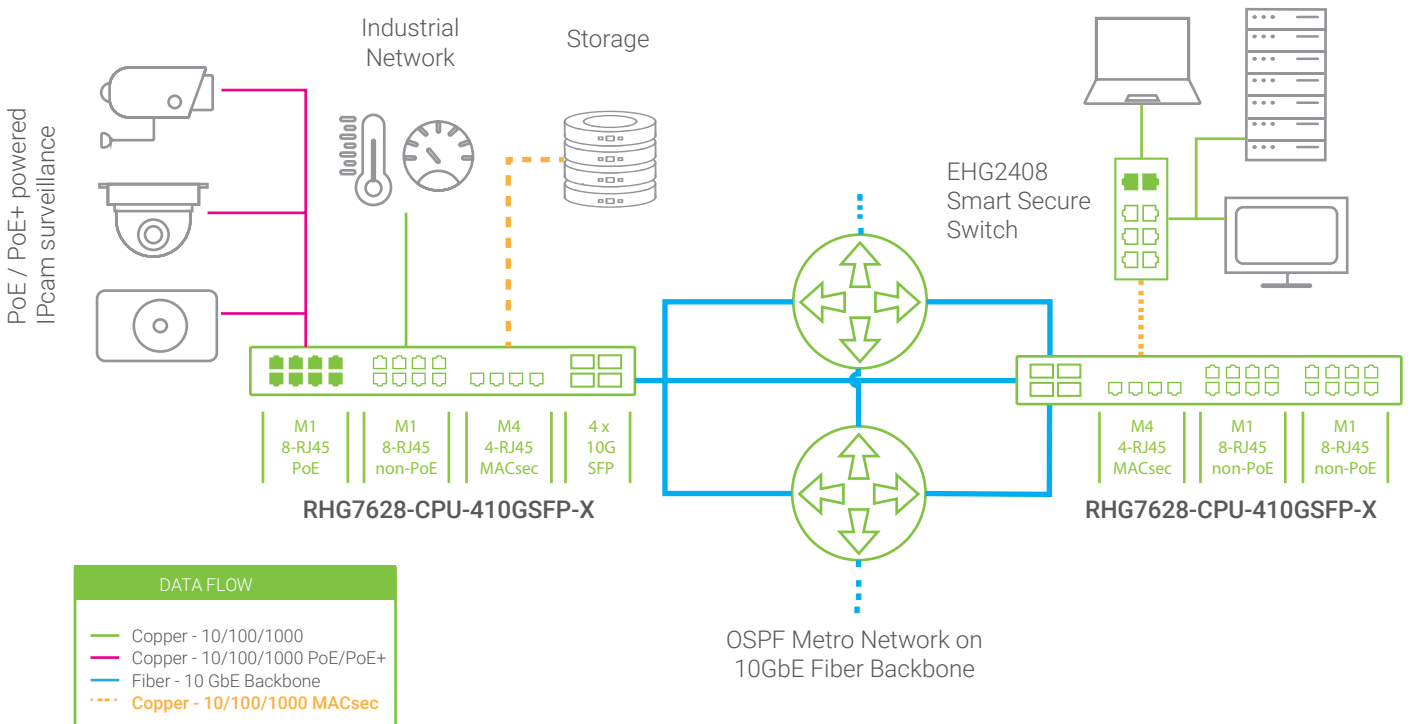 PoE / PoE+ powered
IPcam surveillance
Industrial
Network
Storage
EHG2408
Smart Secure
Switch
M1
8-RJ45
PoE
M1
8-RJ45
non-PoE
M4
4-RJ45
MACsec
4 x
10G
SFP
RHG7628-CPU-410GSFP-X
M4
4-RJ45
MACsec
M1
8-RJ45
non-PoE
M1
8-RJ45
non-PoE
RHG7628-CPU-410GSFP-X
OSPF Metro Network on
10GbE Fiber Backbone
DATA FLOW
Copper - 10/100/1000
Copper - 10/100/1000 PoE/PoE+
Fiber - 10 GbE Backbone
Copper - 10/100/1000 MACsec